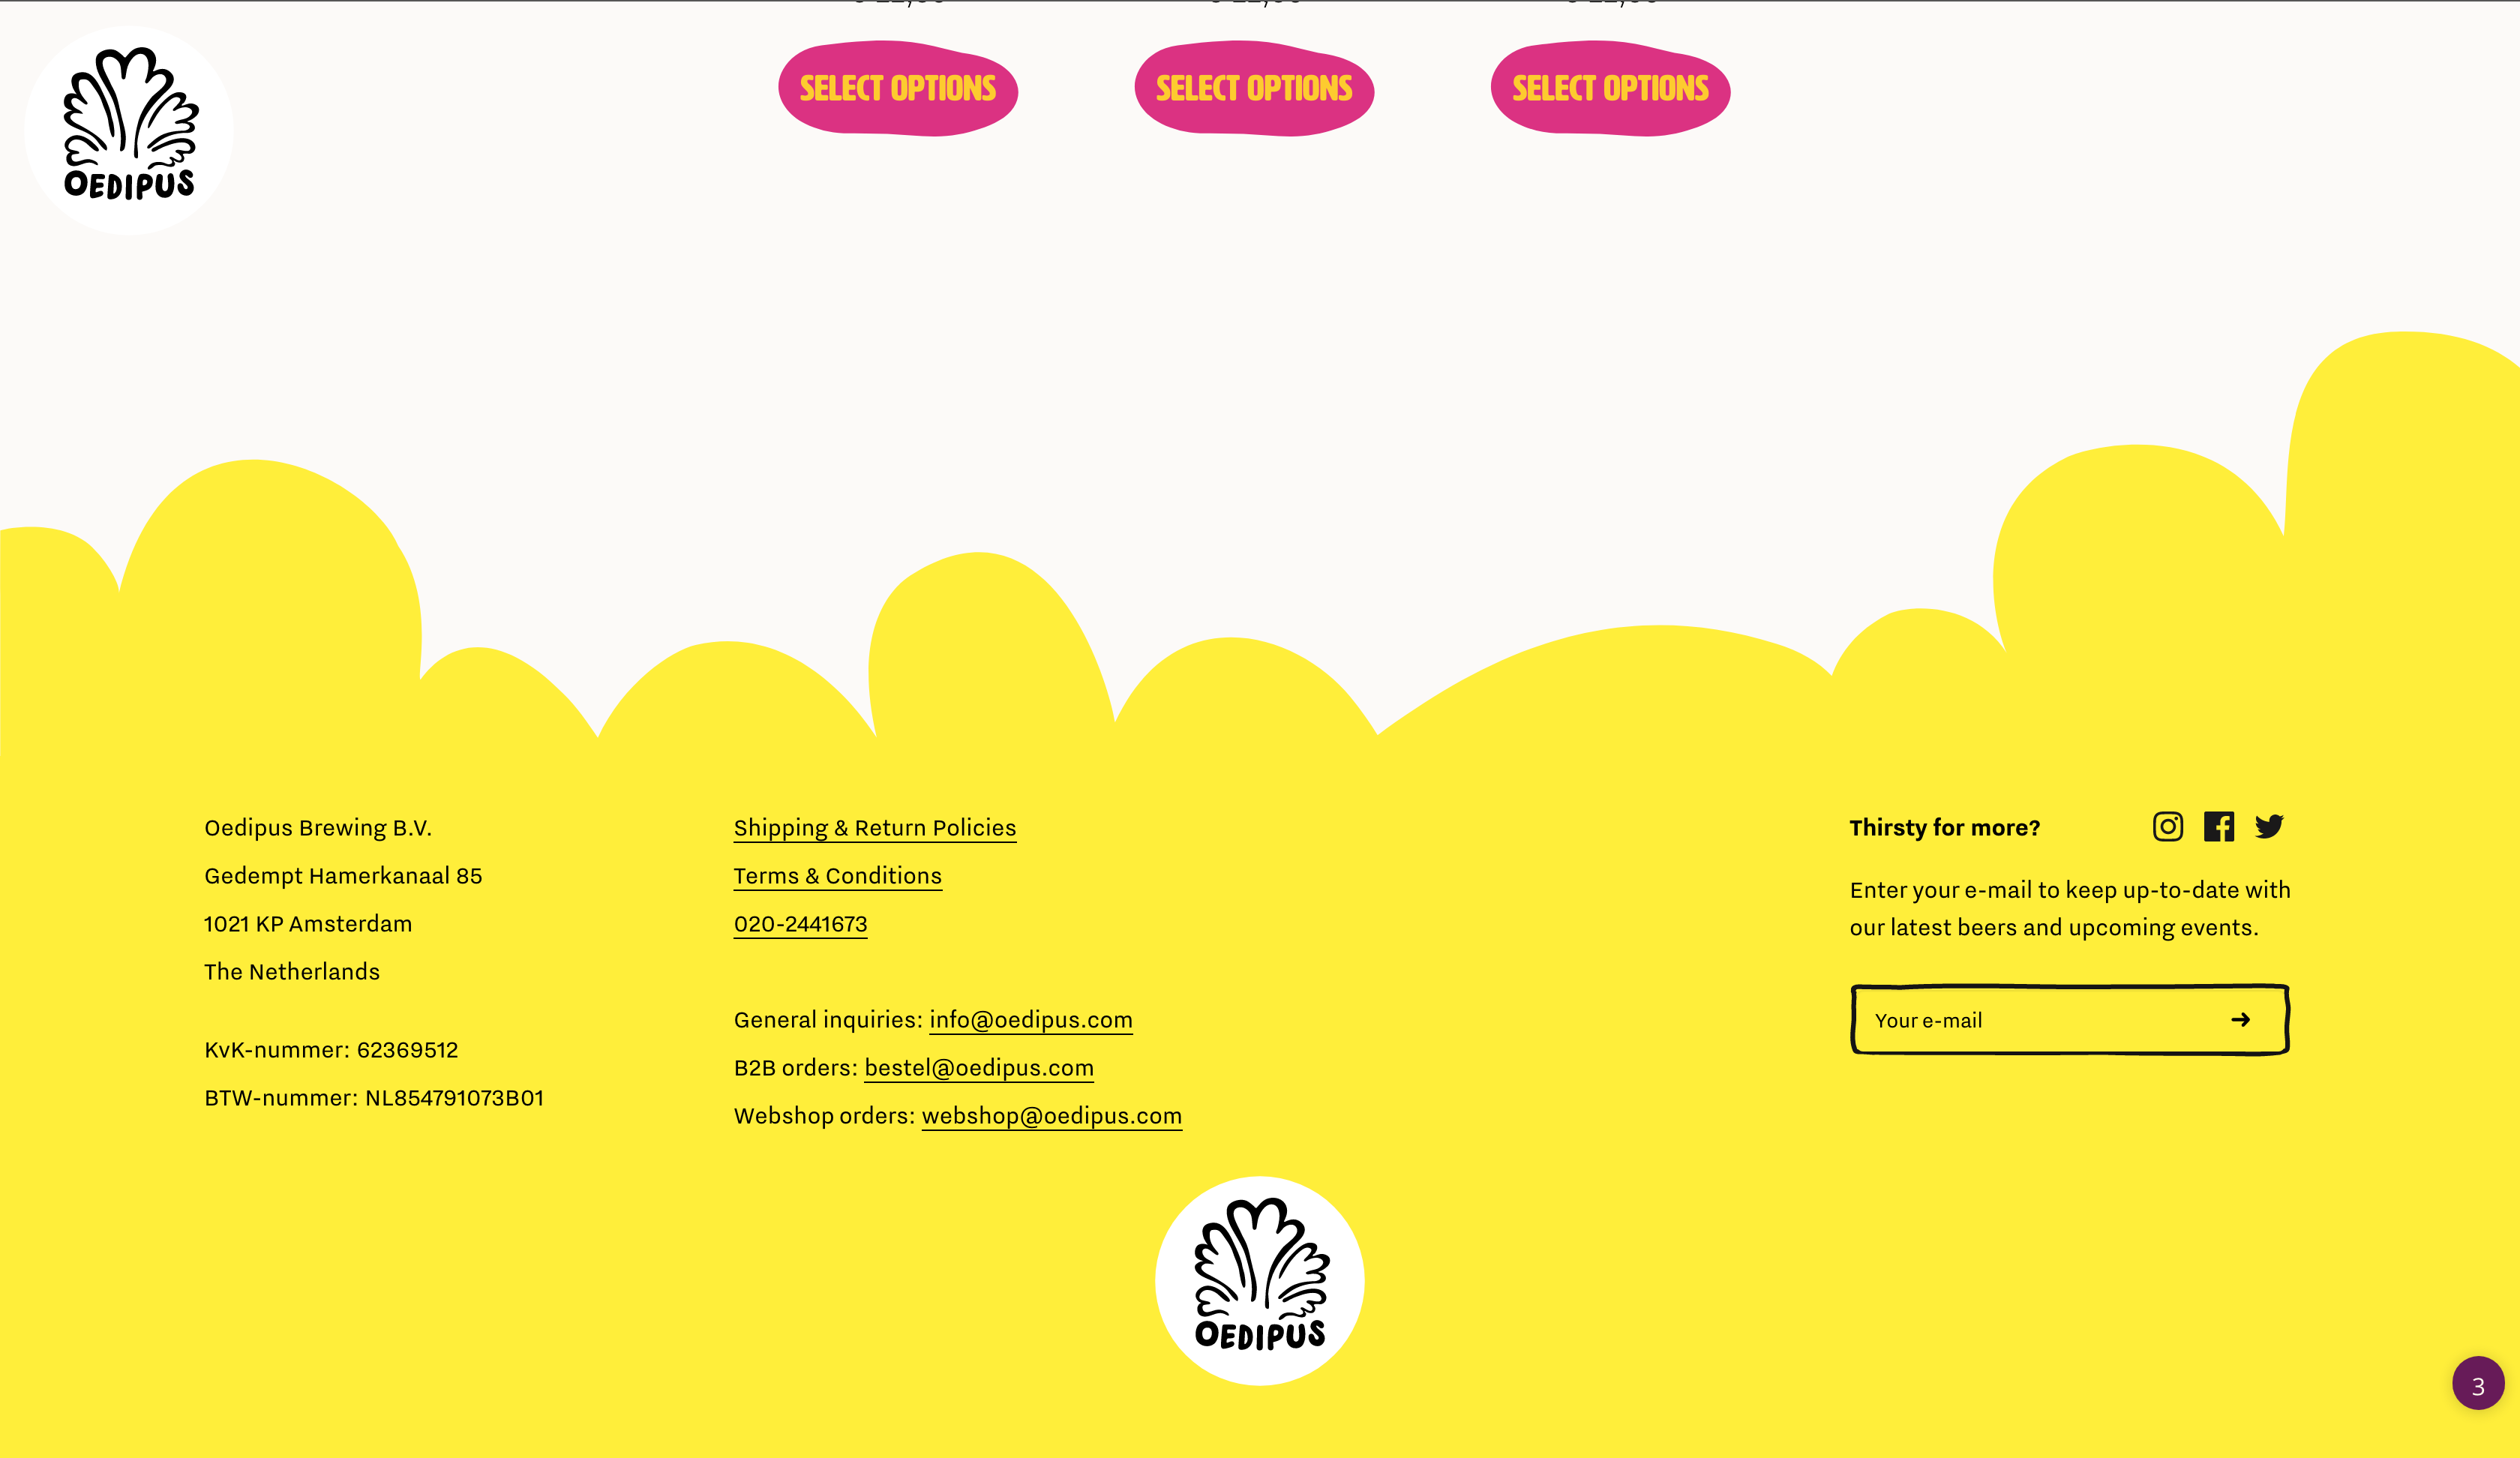 SELECT OPTIONS SELECT OPTIONS SELECT OPTIONS
OEDIPUS
Oedipus Brewing B.V.
Gedempt Hamerkanaal 85
1021 KP Amsterdam
The Netherlands
KvK-nummer: 62369512
BTW-nummer: NL854791073B01
Shipping & Return Policies
Terms & Conditions
020-2441673
General inquiries: info@oedipus.com
B2B orders: bestel@oedipus.com
Webshop orders: webshop@oedipus.com
Thirsty for more?
Enter your e-mail to keep up-to-date with
our latest beers and upcoming events.
Your e-mail
OEDIPUS
3